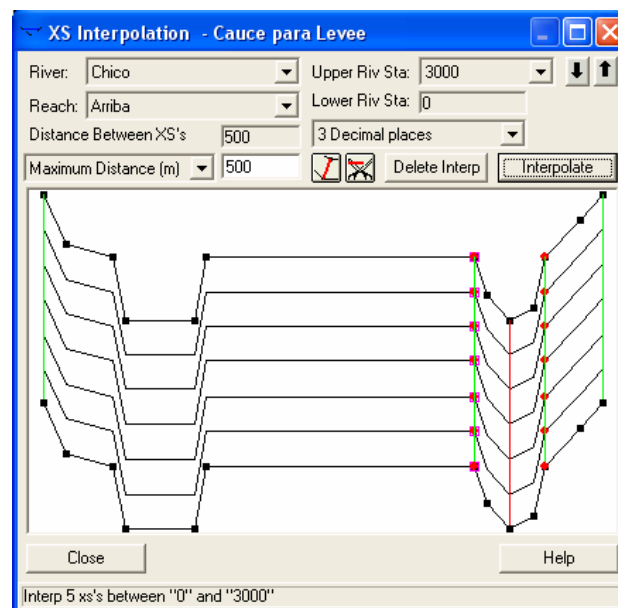 XS Interpolation - Cauce para Levee
River: Chico Upper Riv Sta: 3000
Reach: Arriba Lower Riv Sta: 0
Distance Between XS's 500 3 Decimal places
Maximum Distance (m) 500 Delete Interp Interpolate
Close Help
Interp 5 xs's between "0" and "3000"